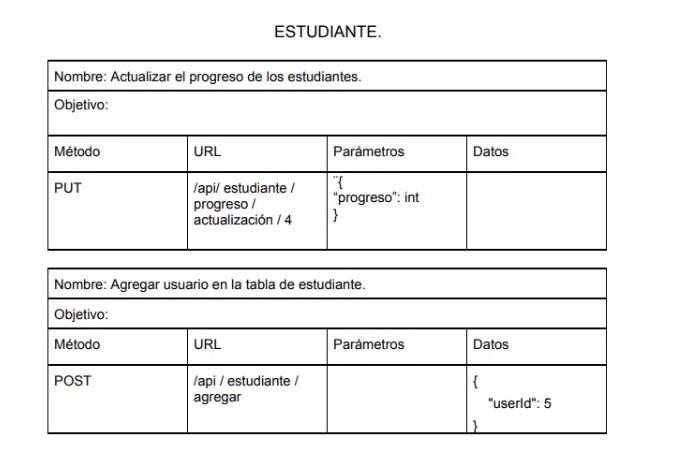 ESTUDIANTE.
Nombre: Actualizar el progreso de los estudiantes.
Objetivo:
Método URL Parámetros Datos
PUT
/api/ estudiante /
progreso /
actualización / 4
¨{
“progreso”: int
}
Nombre: Agregar usuario en la tabla de estudiante.
Objetivo:
Método URL Parámetros Datos
POST
/api / estudiante /
agregar
{
"userId": 5
}